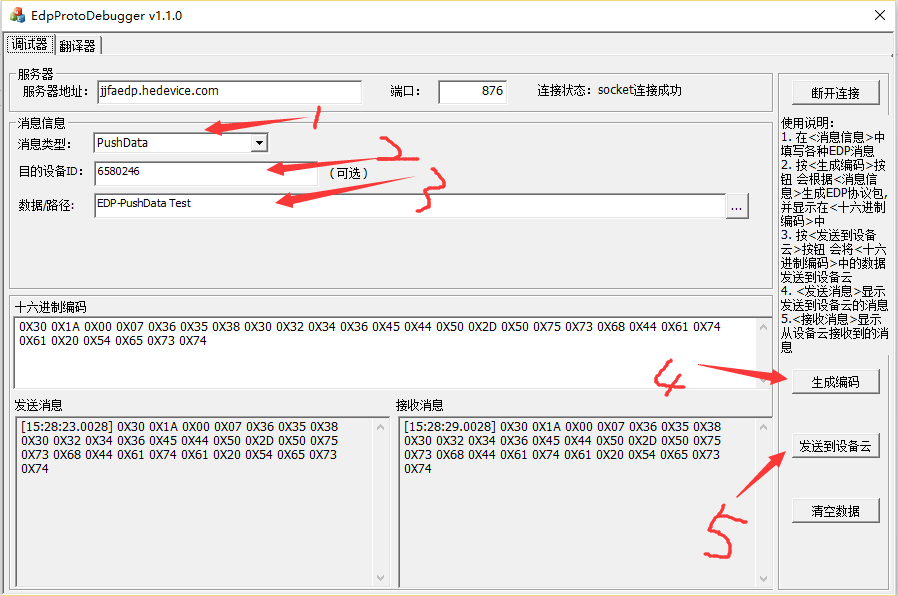 EdpProtoDebugger v1.1.0
调试器 翻译器
服务器
服务器地址: jjfaedp.hedevice.com 端口: 876 连接状态: socket连接成功
断开连接
消息信息
消息类型: PushData
1
目的设备ID: 6580246 (可选)
2
数据/路径: EDP-PushData Test ...
3
使用说明:
1. 在<消息信息>中
填写各种EDP消息
2. 按<生成编码>按
钮 会根据<消息信
息>生成EDP协议包,
并显示在<十六进制
编码>中
3. 按<发送到设备
云>按钮 会将<十六
进制编码>中的数据
发送到设备云
4. <发送消息>显示
发送到设备云的消息
5.<接收消息>显示
从设备云接收到的消
息
十六进制编码
0X30 0X1A 0X00 0X07 0X36 0X35 0X38 0X30 0X32 0X34 0X36 0X45 0X44 0X50 0X2D 0X50 0X75 0X73 0X68 0X44 0X61 0X74
0X61 0X20 0X54 0X65 0X73 0X74
4
生成编码
发送消息
[15:28:23.0028] 0X30 0X1A 0X00 0X07 0X36 0X35 0X38
0X30 0X32 0X34 0X36 0X45 0X44 0X50 0X2D 0X50 0X75
0X73 0X68 0X44 0X61 0X74 0X61 0X20 0X54 0X65 0X73
0X74
接收消息
[15:28:29.0028] 0X30 0X1A 0X00 0X07 0X36 0X35 0X38
0X30 0X32 0X34 0X36 0X45 0X44 0X50 0X2D 0X50 0X75
0X73 0X68 0X44 0X61 0X74 0X61 0X20 0X54 0X65 0X73
0X74
发送到设备云
5
清空数据